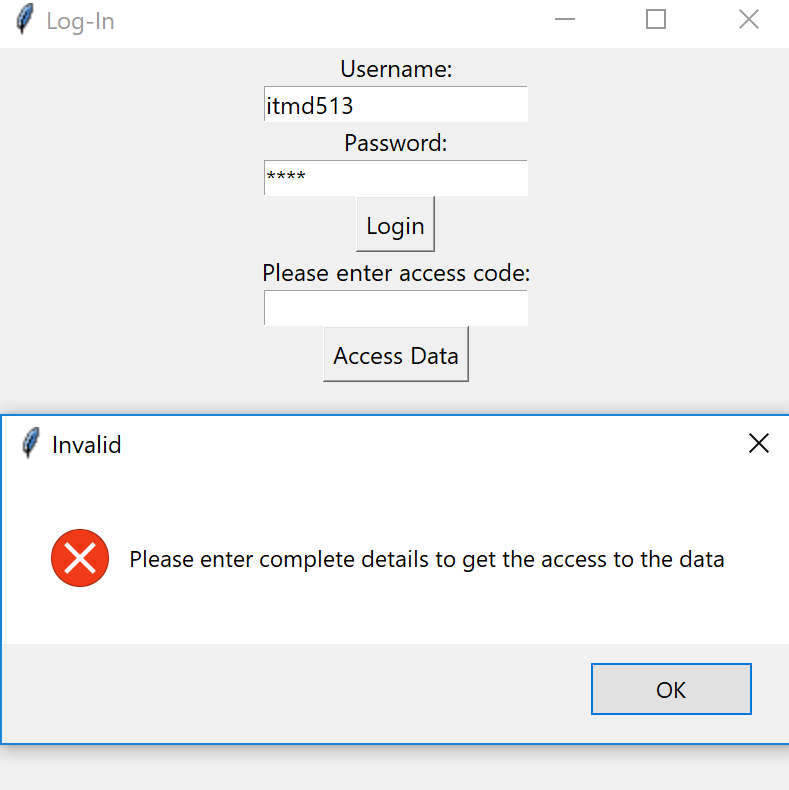 Log-In
Username:
itmd513
Password:
****
Login
Please enter access code:
Access Data
Invalid
Please enter complete details to get the access to the data
OK